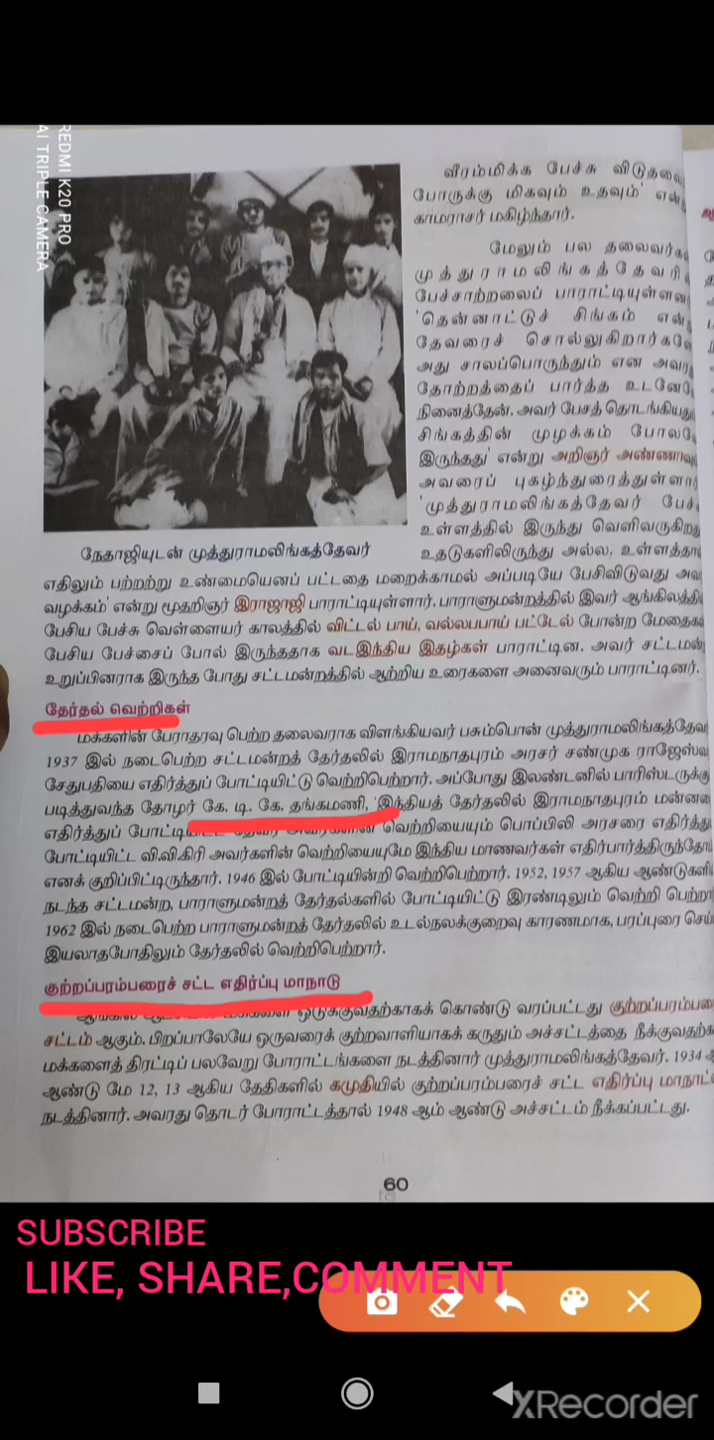 REDMI K20 PRO
AI TRIPLE CAMERA
வீரம்மிக்க பேச்சு விடுதலை
போருக்கு மிகவும் உதவும்' என
காமராசர் மகிழ்ந்தார்.
மேலும் பல தலைவர்க
முத்துராமலிங்கத்தேவரி
பேச்சாற்றலைப் பாராட்டியுள்ளன
'தென்னாட்டுச் சிங்கம் என்
தேவரைச் சொல்லுகிறார்களே
அது சாலப்பொருந்தும் என அவர
தோற்றத்தைப் பார்த்த உடனே
நினைத்தேன். அவர் பேசத் தொடங்கியது
சிங்கத்தின் முழக்கம் போல
இருந்தது' என்று அறிஞர் அண்ணாவு
அவரைப் புகழ்ந்துரைத்துள்ளார்
'முத்துராமலிங்கத்தேவர் பேச்
உள்ளத்தில் இருந்து வெளிவருகிறது
உதடுகளிலிருந்து அல்ல. உள்ளத்தா
நேதாஜியுடன் முத்துராமலிங்கத்தேவர்
எதிலும் பற்றற்று உண்மையெனப் பட்டதை மறைக்காமல் அப்படியே பேசிவிடுவது அவ
வழக்கம்' என்று மூதறிஞர் இராஜாஜி பாராட்டியுள்ளார். பாராளுமன்றத்தில் இவர் ஆங்கிலத்தி
பேசிய பேச்சு வெள்ளையர் காலத்தில் விட்டல் பாய், வல்லபபாய் பட்டேல் போன்ற மேதைகள்
பேசிய பேச்சைப் போல் இருந்ததாக வடஇந்திய இதழ்கள் பாராட்டின. அவர் சட்டமன்
உறுப்பினராக இருந்த போது சட்டமன்றத்தில் ஆற்றிய உரைகளை அனைவரும் பாராட்டினர்.
தேர்தல் வெற்றிகள்
மக்களின் பேராதரவு பெற்ற தலைவராக விளங்கியவர் பசும்பொன் முத்துராமலிங்கத்தேவ
1937 இல் நடைபெற்ற சட்டமன்றத் தேர்தலில் இராமநாதபுரம் அரசர் சண்முக ராஜேஸ்வ
சேதுபதியை எதிர்த்துப் போட்டியிட்டு வெற்றிபெற்றார். அப்போது இலண்டனில் பாரிஸ்டருக்கு
படித்துவந்த தோழர் கே. டி. கே. தங்கமணி, 'இந்தியத் தேர்தலில் இராமநாதபுரம் மன்னை
எதிர்த்துப் போட்டியிட்ட தேவர் அவர்களின் வெற்றியையும் பொப்பிலி அரசரை எதிர்த்து
போட்டியிட்ட வி.வி.கிரி அவர்களின் வெற்றியையுமே இந்திய மாணவர்கள் எதிர்பார்த்திருந்தோ
எனக் குறிப்பிட்டிருந்தார். 1946 இல் போட்டியின்றி வெற்றிபெற்றார். 1952, 1957 ஆகிய ஆண்டுகளி
நடந்த சட்டமன்ற, பாராளுமன்றத் தேர்தல்களில் போட்டியிட்டு இரண்டிலும் வெற்றி பெற்றா
1962 இல் நடைபெற்ற பாராளுமன்றத் தேர்தலில் உடல்நலக்குறைவு காரணமாக, பரப்புரை செய்
இயலாதபோதிலும் தேர்தலில் வெற்றிபெற்றார்.
குற்றப்பரம்பரைச் சட்ட எதிர்ப்பு மாநாடு
ஒடுக்குவதற்காகக் கொண்டு வரப்பட்டது குற்றப்பரம்பரை
சட்டம் ஆகும். பிறப்பாலேயே ஒருவரைக் குற்றவாளியாகக் கருதும் அச்சட்டத்தை நீக்குவதற்க
மக்களைத் திரட்டிப் பலவேறு போராட்டங்களை நடத்தினார் முத்துராமலிங்கத்தேவர். 1934 ஆ
ஆண்டு மே 12, 13 ஆகிய தேதிகளில் கமுதியில் குற்றப்பரம்பரைச் சட்ட எதிர்ப்பு மாநாட்
நடத்தினார். அவரது தொடர் போராட்டத்தால் 1948 ஆம் ஆண்டு அச்சட்டம் நீக்கப்பட்டது.
60
SUBSCRIBE
LIKE, SHARE,COMMENT
XRecorder